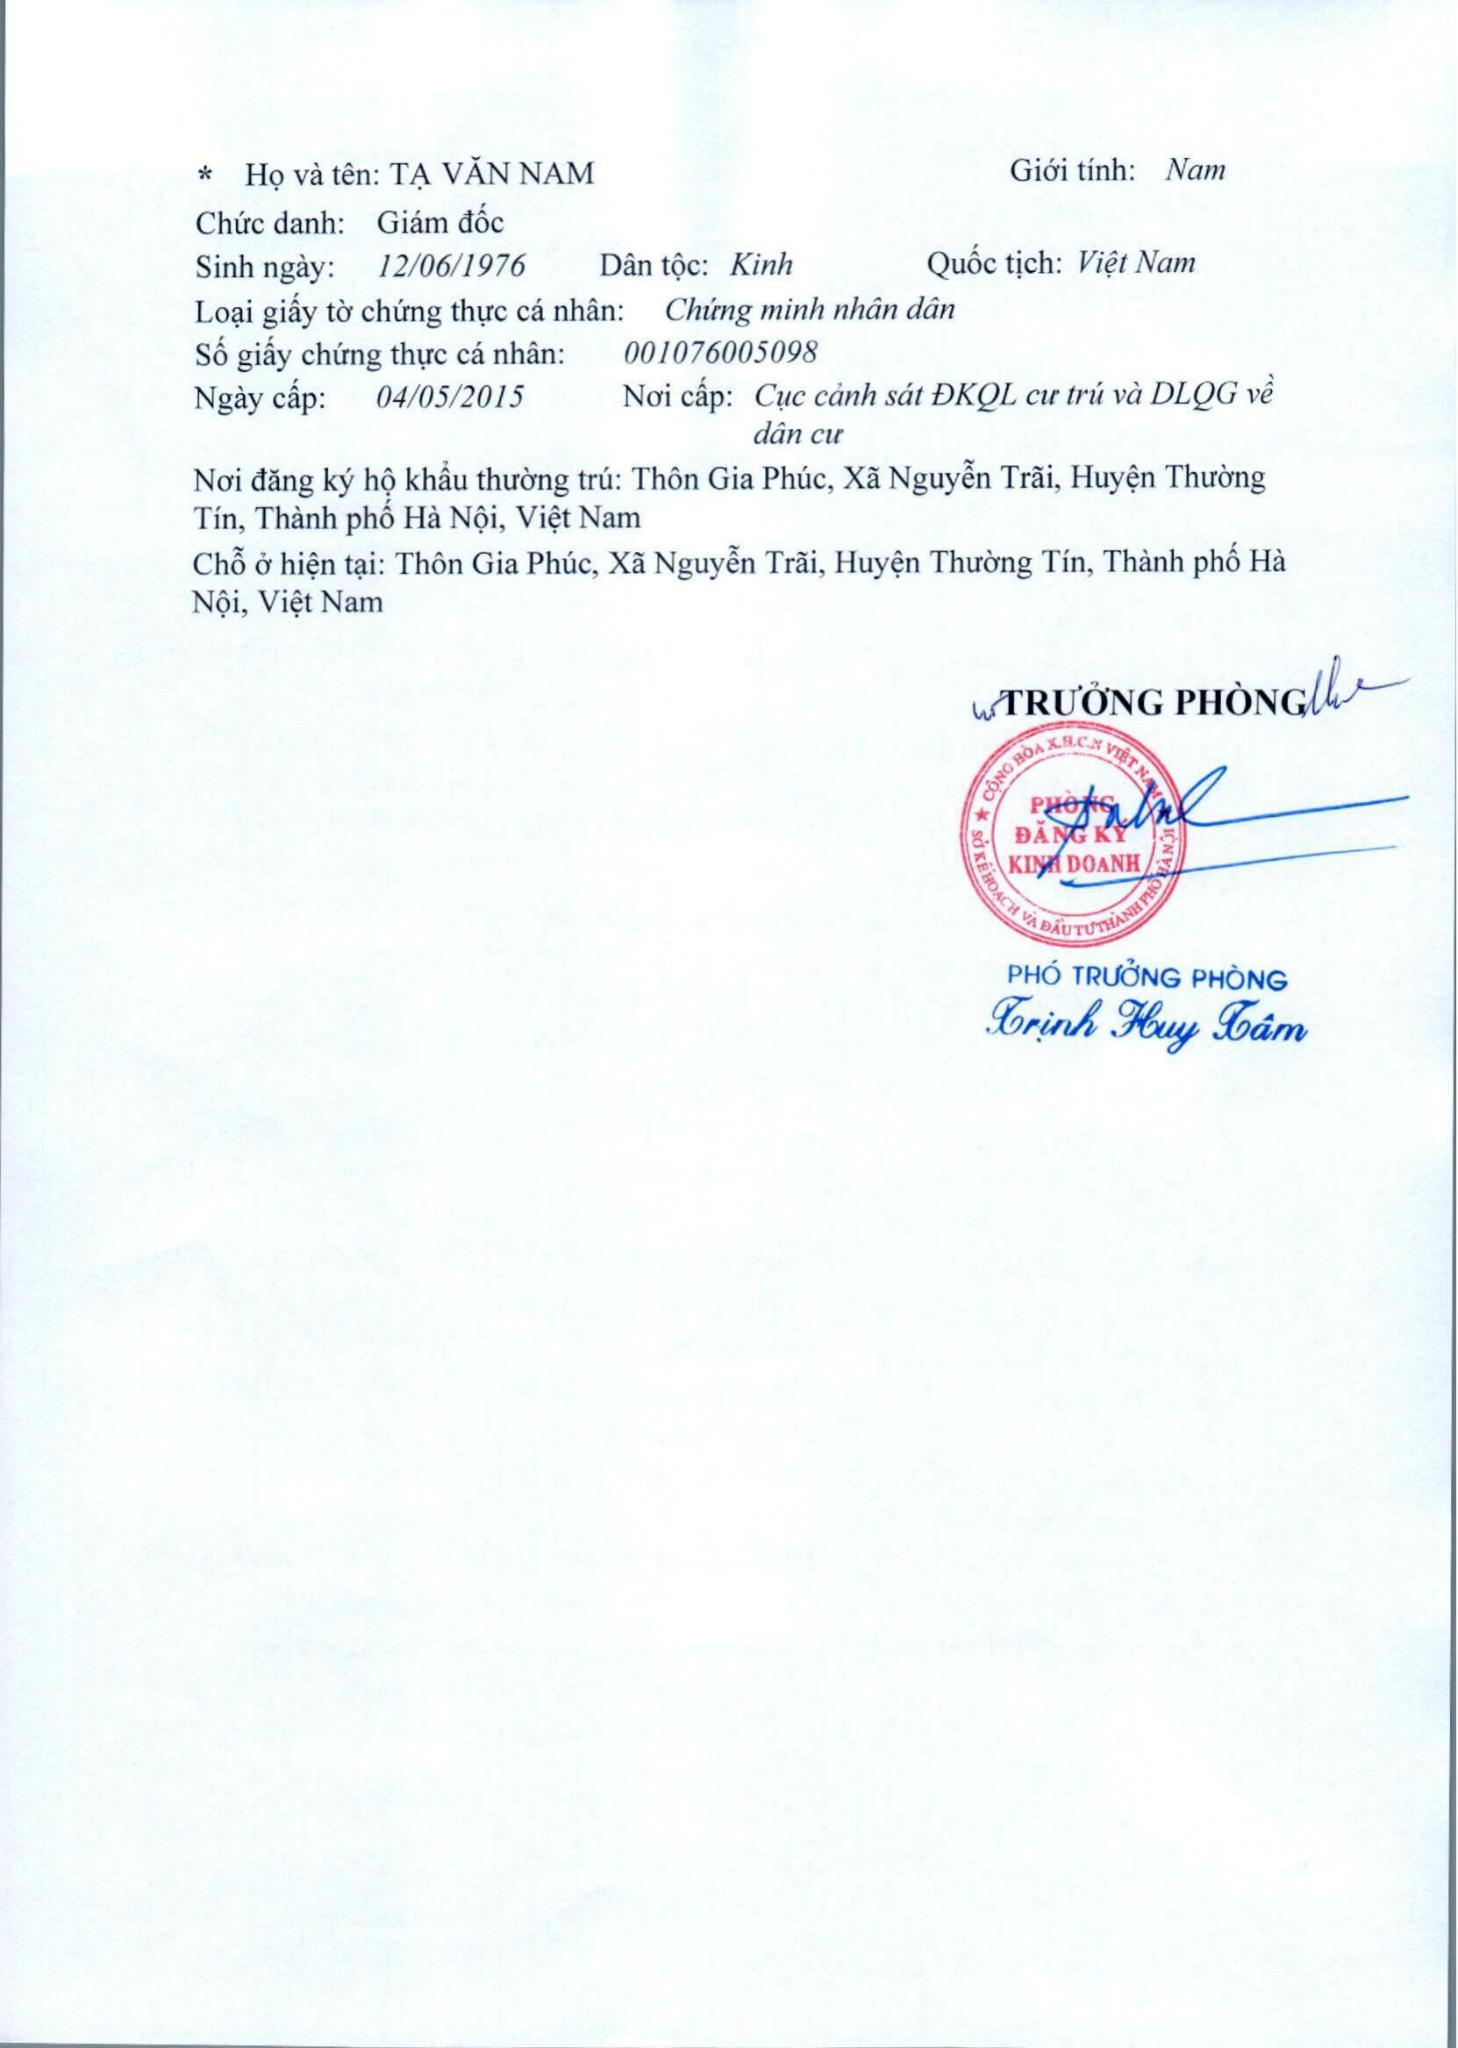 * Họ và tên: TẠ VĂN NAM Giới tính: Nam
Chức danh: Giám đốc
Sinh ngày: 12/06/1976 Dân tộc: Kinh Quốc tịch: Việt Nam
Loại giấy tờ chứng thực cá nhân: Chứng minh nhân dân
Số giấy chứng thực cá nhân: 001076005098
Ngày cấp: 04/05/2015 Nơi cấp: Cục cảnh sát ĐKQL cư trú và DLQG về
dân cư
Nơi đăng ký hộ khẩu thường trú: Thôn Gia Phúc, Xã Nguyễn Trãi, Huyện Thường
Tín, Thành phố Hà Nội, Việt Nam
Chỗ ở hiện tại: Thôn Gia Phúc, Xã Nguyễn Trãi, Huyện Thường Tín, Thành phố Hà
Nội, Việt Nam
TRƯỞNG PHÒNG
★ CỘNG HÒA X.H.C.N VIỆT NAM
PHÒNG
ĐĂNG KÝ
KINH DOANH
SỞ KẾ HOẠCH VÀ ĐẦU TƯ THÀNH PHỐ HÀ NỘI
PHÓ TRƯỞNG PHÒNG
Trịnh Huy Tâm